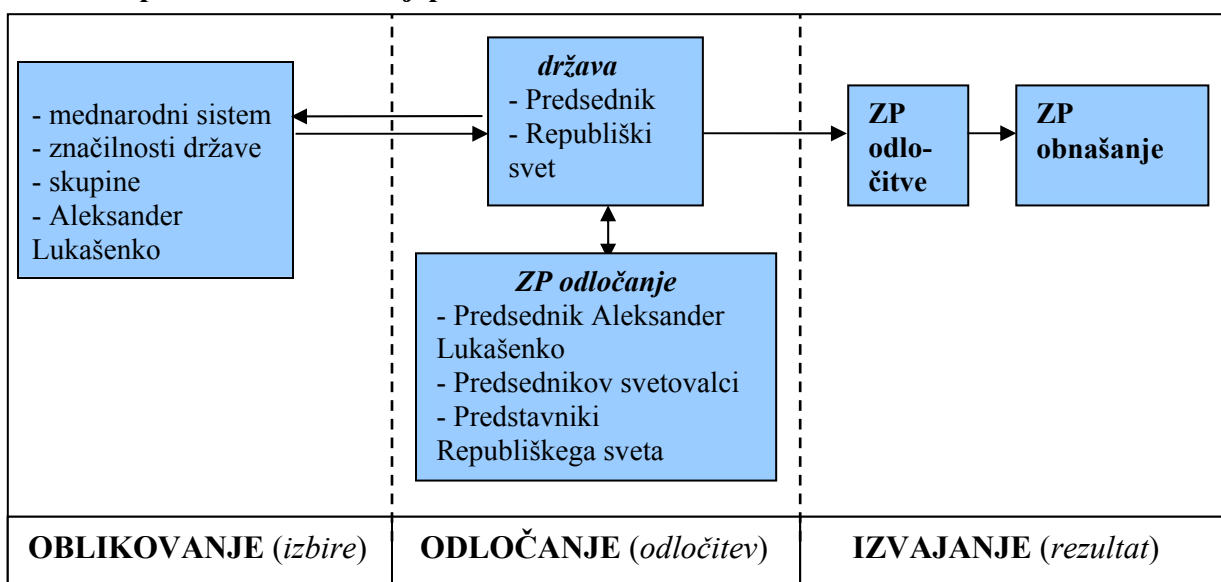 - mednarodni sistem
- značilnosti države
- skupine
- Aleksander
Lukašenko
država
- Predsednik
- Republiški
svet
ZP odločanje
- Predsednik Aleksander
Lukašenko
- Predsednikov svetovalci
- Predstavniki
Republiškega sveta
ZP
odlo-
čitve
ZP
obnašanje
OBLIKOVANJE (izbire)
ODLOČANJE (odločitev)
IZVAJANJE (rezultat)